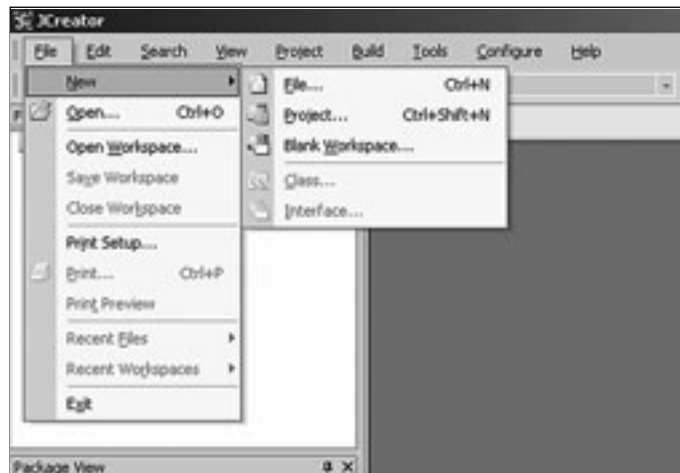 JCreator
File Edit Search View Project Build Tools Configure Help
New
Open... Ctrl+O
Open Workspace...
Save Workspace
Close Workspace
Print Setup...
Print... Ctrl+P
Print Preview
Recent Files
Recent Workspaces
Exit
File... Ctrl+N
Project... Ctrl+Shift+N
Blank Workspace...
Class...
Interface...
Package View